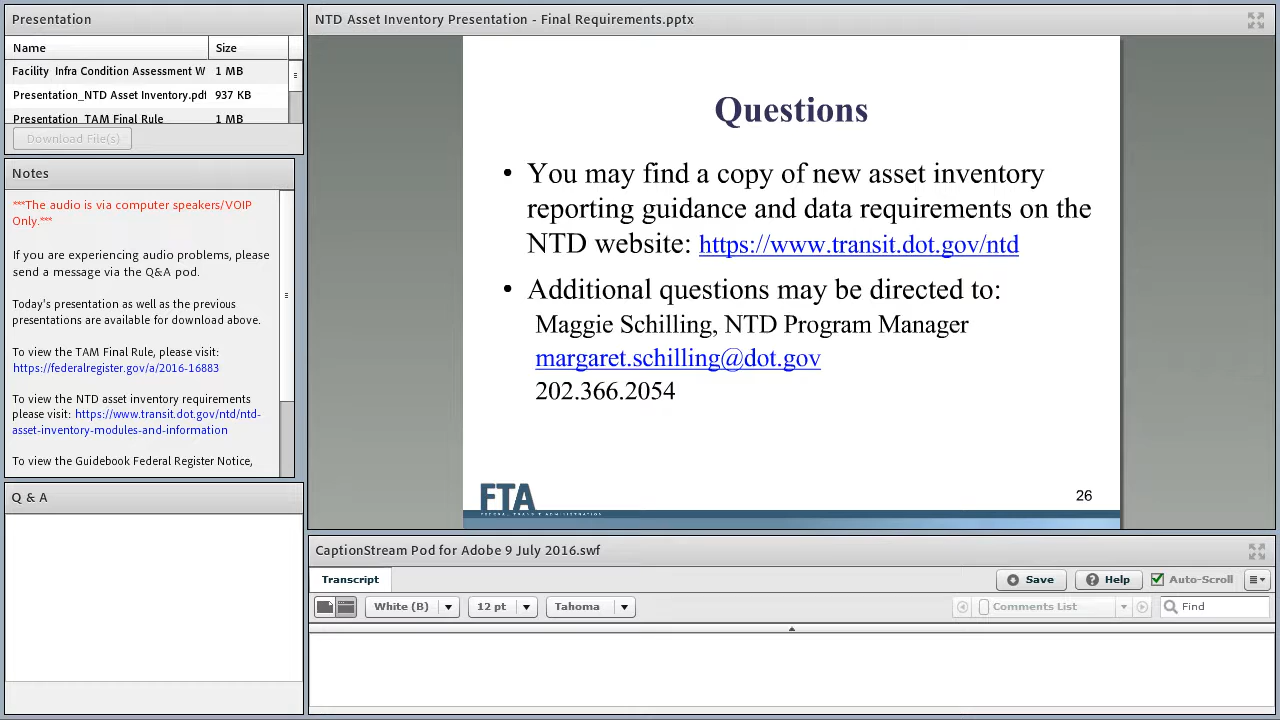 Presentation
Name
Size
Facility Infra Condition Assessment W
1 MB
Presentation_NTD Asset Inventory.pdf
937 KB
Presentation_TAM Final Rule
1 MB
Download File(s)
Notes
***The audio is via computer speakers/VOIP
Only.***
If you are experiencing audio problems, please
send a message via the Q&A pod.
Today's presentation as well as the previous
presentations are available for download above.
To view the TAM Final Rule, please visit:
https://federalregister.gov/a/2016-16883
To view the NTD asset inventory requirements
please visit: https://www.transit.dot.gov/ntd/ntd-
asset-inventory-modules-and-information
To view the Guidebook Federal Register Notice,
Q & A
NTD Asset Inventory Presentation - Final Requirements.pptx
Questions
• You may find a copy of new asset inventory
reporting guidance and data requirements on the
NTD website: https://www.transit.dot.gov/ntd
• Additional questions may be directed to:
Maggie Schilling, NTD Program Manager
margaret.schilling@dot.gov
202.366.2054
FTA
FEDERAL TRANSIT ADMINISTRATION
26
CaptionStream Pod for Adobe 9 July 2016.swf
Transcript
Save
Help
Auto-Scroll
White (B)
12 pt
Tahoma
Comments List
Find